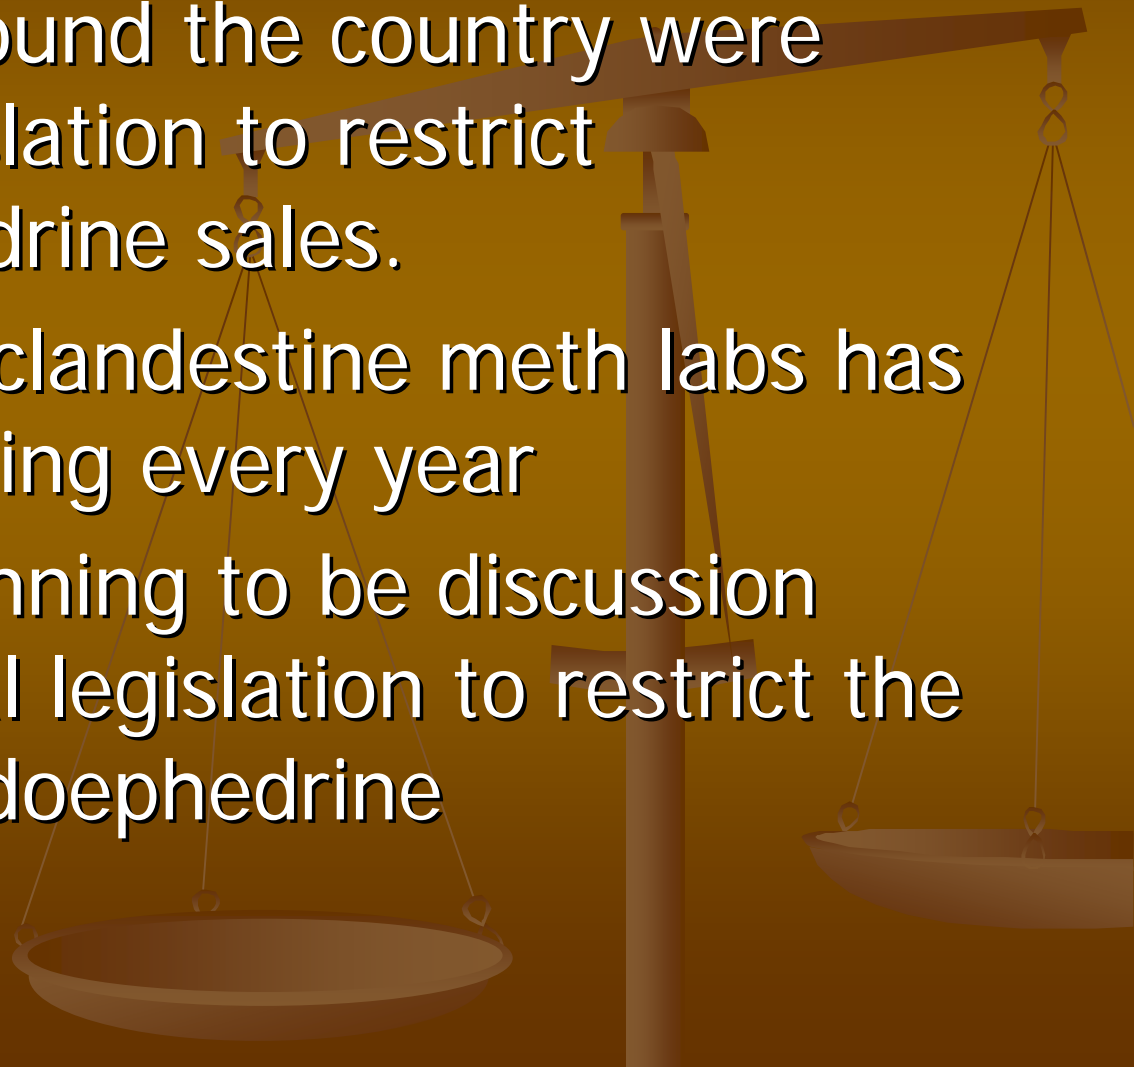 ound the country were
lation to restrict
drine sales.
clandestine meth labs has
ing every year
nning to be discussion
l legislation to restrict the
doephedrine